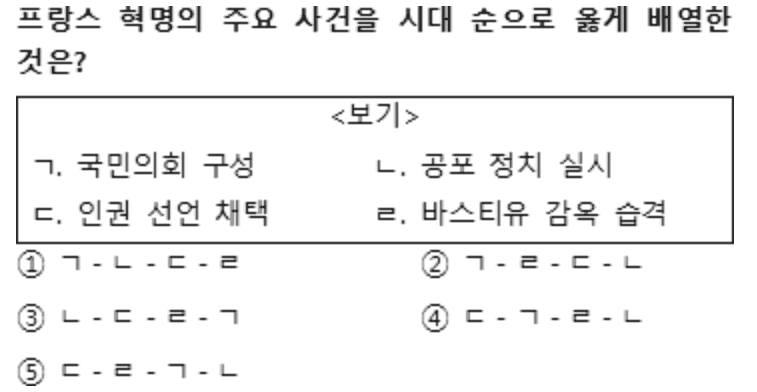 프랑스 혁명의 주요 사건을 시대 순으로 옳게 배열한
것은?
<보기>
ㄱ. 국민의회 구성 ㄴ. 공포 정치 실시
ㄷ. 인권 선언 채택 ㄹ. 바스티유 감옥 습격
① ㄱ - ㄴ - ㄷ - ㄹ ② ㄱ - ㄹ - ㄷ - ㄴ
③ ㄴ - ㄷ - ㄹ - ㄱ ④ ㄷ - ㄱ - ㄹ - ㄴ
⑤ ㄷ - ㄹ - ㄱ - ㄴ